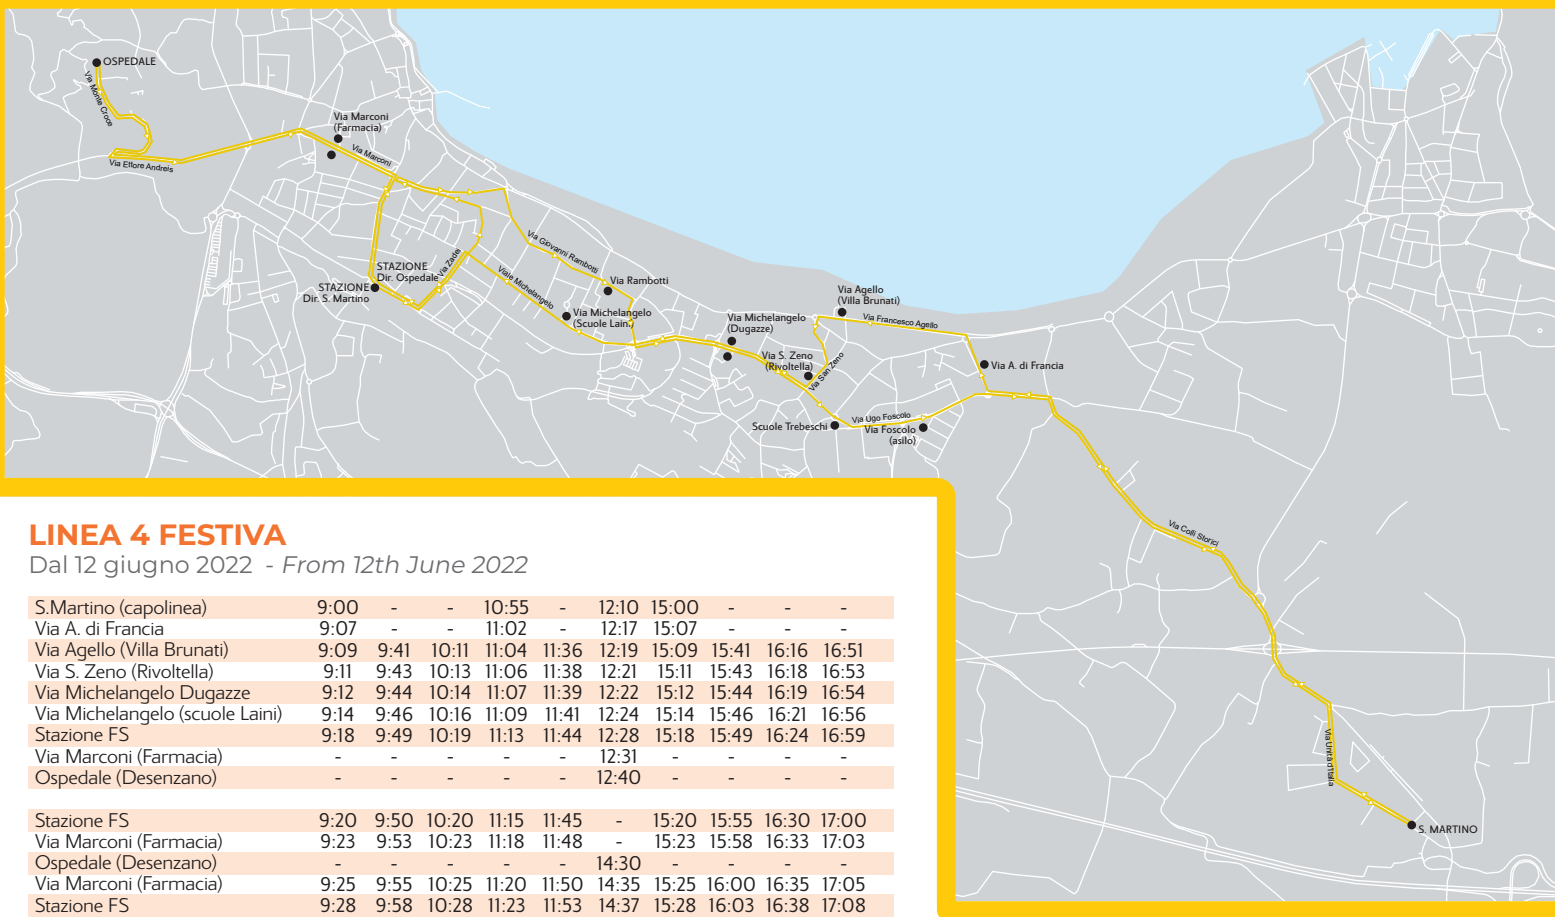 OSPEDALE
Via Monte Croce
Via Ettore Andreis
Via Marconi
(Farmacia)
Via Marconi
STAZIONE
Dir. Ospedale
STAZIONE
Dir. S. Martino
Via Zadei
Via Giovanni Rambotti
Viale Michelangelo
Via Rambotti
Via Michelangelo
(Scuole Laini)
Via Michelangelo
(Dugazze)
Via Agello
(Villa Brunati)
Via Francesco Agello
Via S. Zeno
(Rivoltella)
Via San Zeno
Via A. di Francia
Scuole Trebeschi
Via Ugo Foscolo
Via Foscolo
(asilo)
Via Colli Storici
Via Unità d'Italia
S. MARTINO
LINEA 4 FESTIVA
Dal 12 giugno 2022 - From 12th June 2022
S.Martino (capolinea) 9:00 - - 10:55 - 12:10 15:00 - - -
Via A. di Francia 9:07 - - 11:02 - 12:17 15:07 - - -
Via Agello (Villa Brunati) 9:09 9:41 10:11 11:04 11:36 12:19 15:09 15:41 16:16 16:51
Via S. Zeno (Rivoltella) 9:11 9:43 10:13 11:06 11:38 12:21 15:11 15:43 16:18 16:53
Via Michelangelo Dugazze 9:12 9:44 10:14 11:07 11:39 12:22 15:12 15:44 16:19 16:54
Via Michelangelo (scuole Laini) 9:14 9:46 10:16 11:09 11:41 12:24 15:14 15:46 16:21 16:56
Stazione FS 9:18 9:49 10:19 11:13 11:44 12:28 15:18 15:49 16:24 16:59
Via Marconi (Farmacia) - - - - - 12:31 - - - -
Ospedale (Desenzano) - - - - - 12:40 - - - -
Stazione FS 9:20 9:50 10:20 11:15 11:45 - 15:20 15:55 16:30 17:00
Via Marconi (Farmacia) 9:23 9:53 10:23 11:18 11:48 - 15:23 15:58 16:33 17:03
Ospedale (Desenzano) - - - - - 14:30 - - - -
Via Marconi (Farmacia) 9:25 9:55 10:25 11:20 11:50 14:35 15:25 16:00 16:35 17:05
Stazione FS 9:28 9:58 10:28 11:23 11:53 14:37 15:28 16:03 16:38 17:08